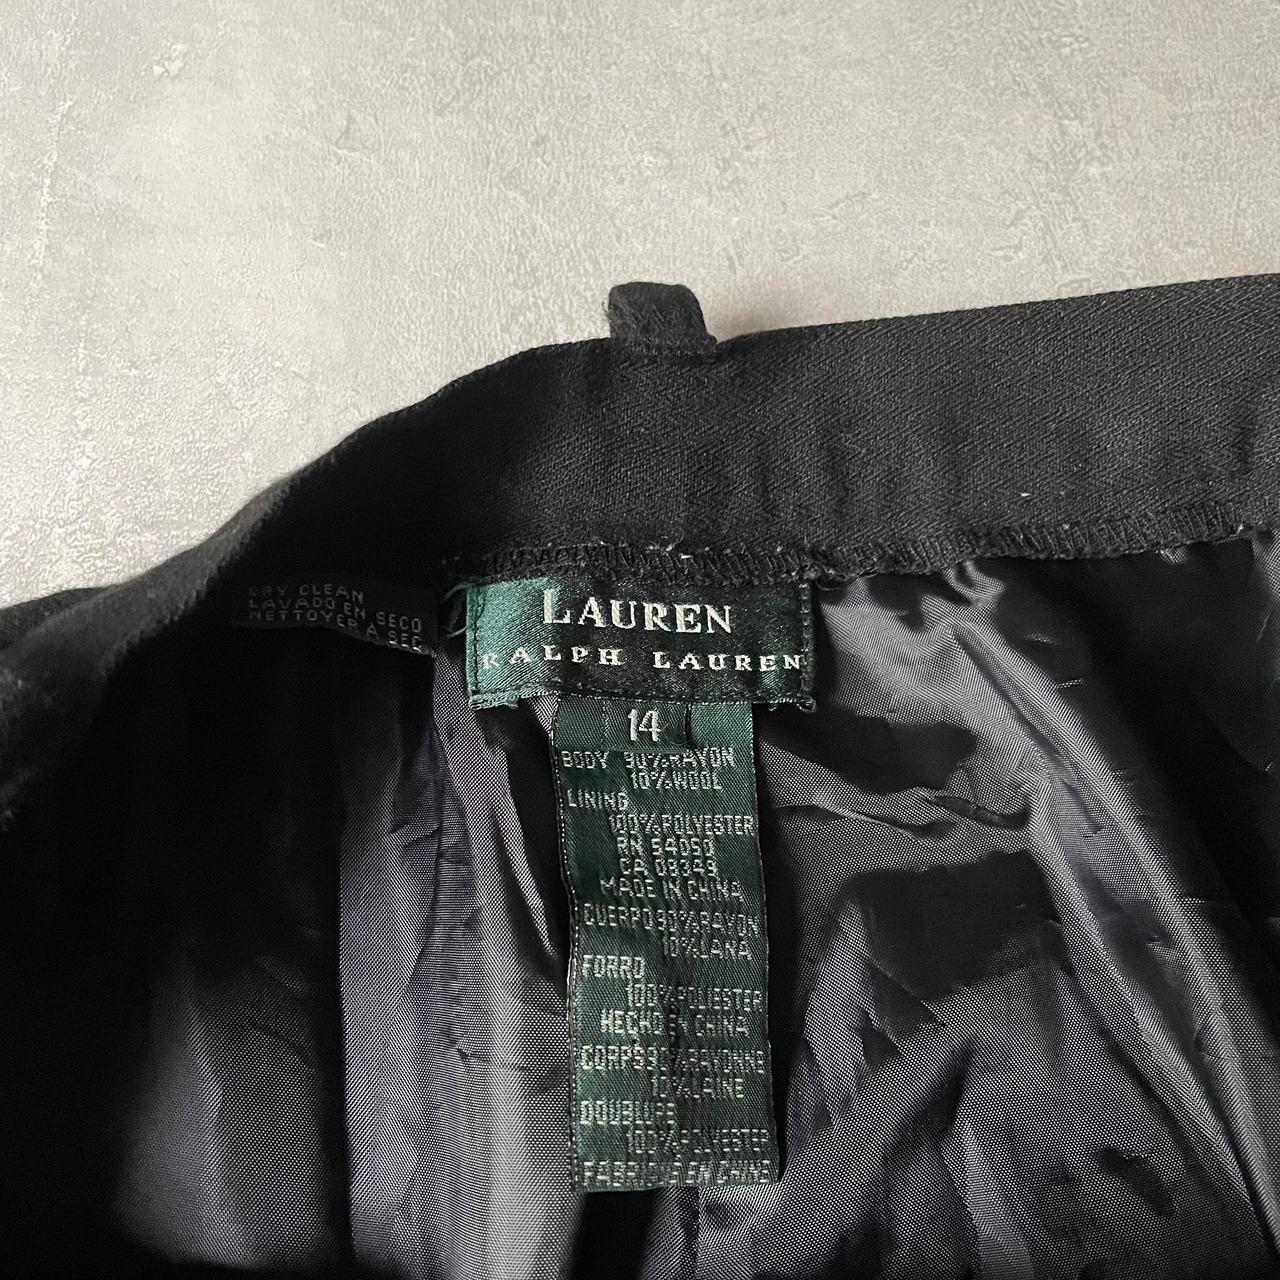 DRY CLEAN
LAVADO EN SECO
NETTOYER A SEC
LAUREN
RALPH LAUREN
14
BODY 90%RAYON
10%WOOL
LINING
100%POLYESTER
RN 54050
CA 09349
MADE IN CHINA
CUERPO 90%RAYON
10%LANA
FORRO
100%POLIESTER
HECHO EN CHINA
CORPS 90%RAYONNE
10%LAINE
DOUBLURE
100%POLYESTER
FABRIQUE EN CHINE